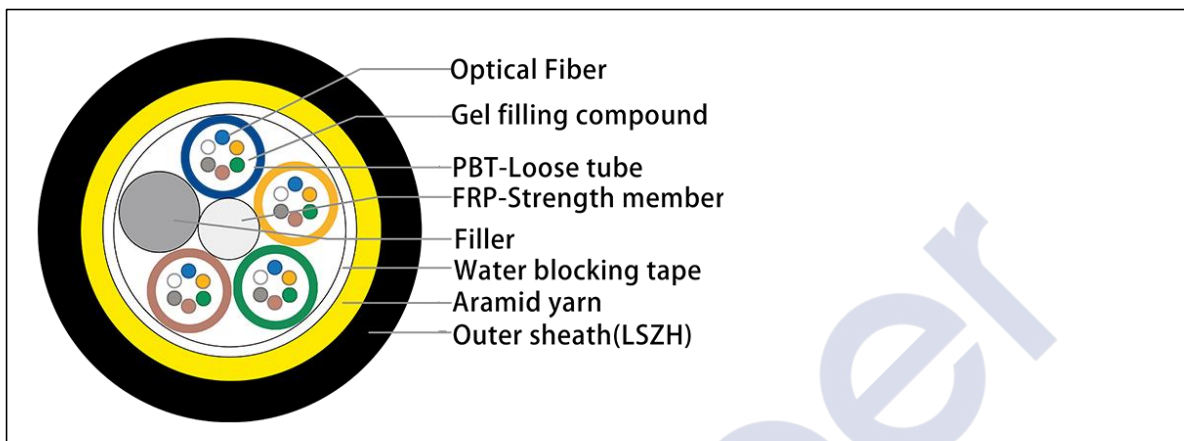 Optical Fiber
Gel filling compound
PBT-Loose tube
FRP-Strength member
Filler
Water blocking tape
Aramid yarn
Outer sheath(LSZH)